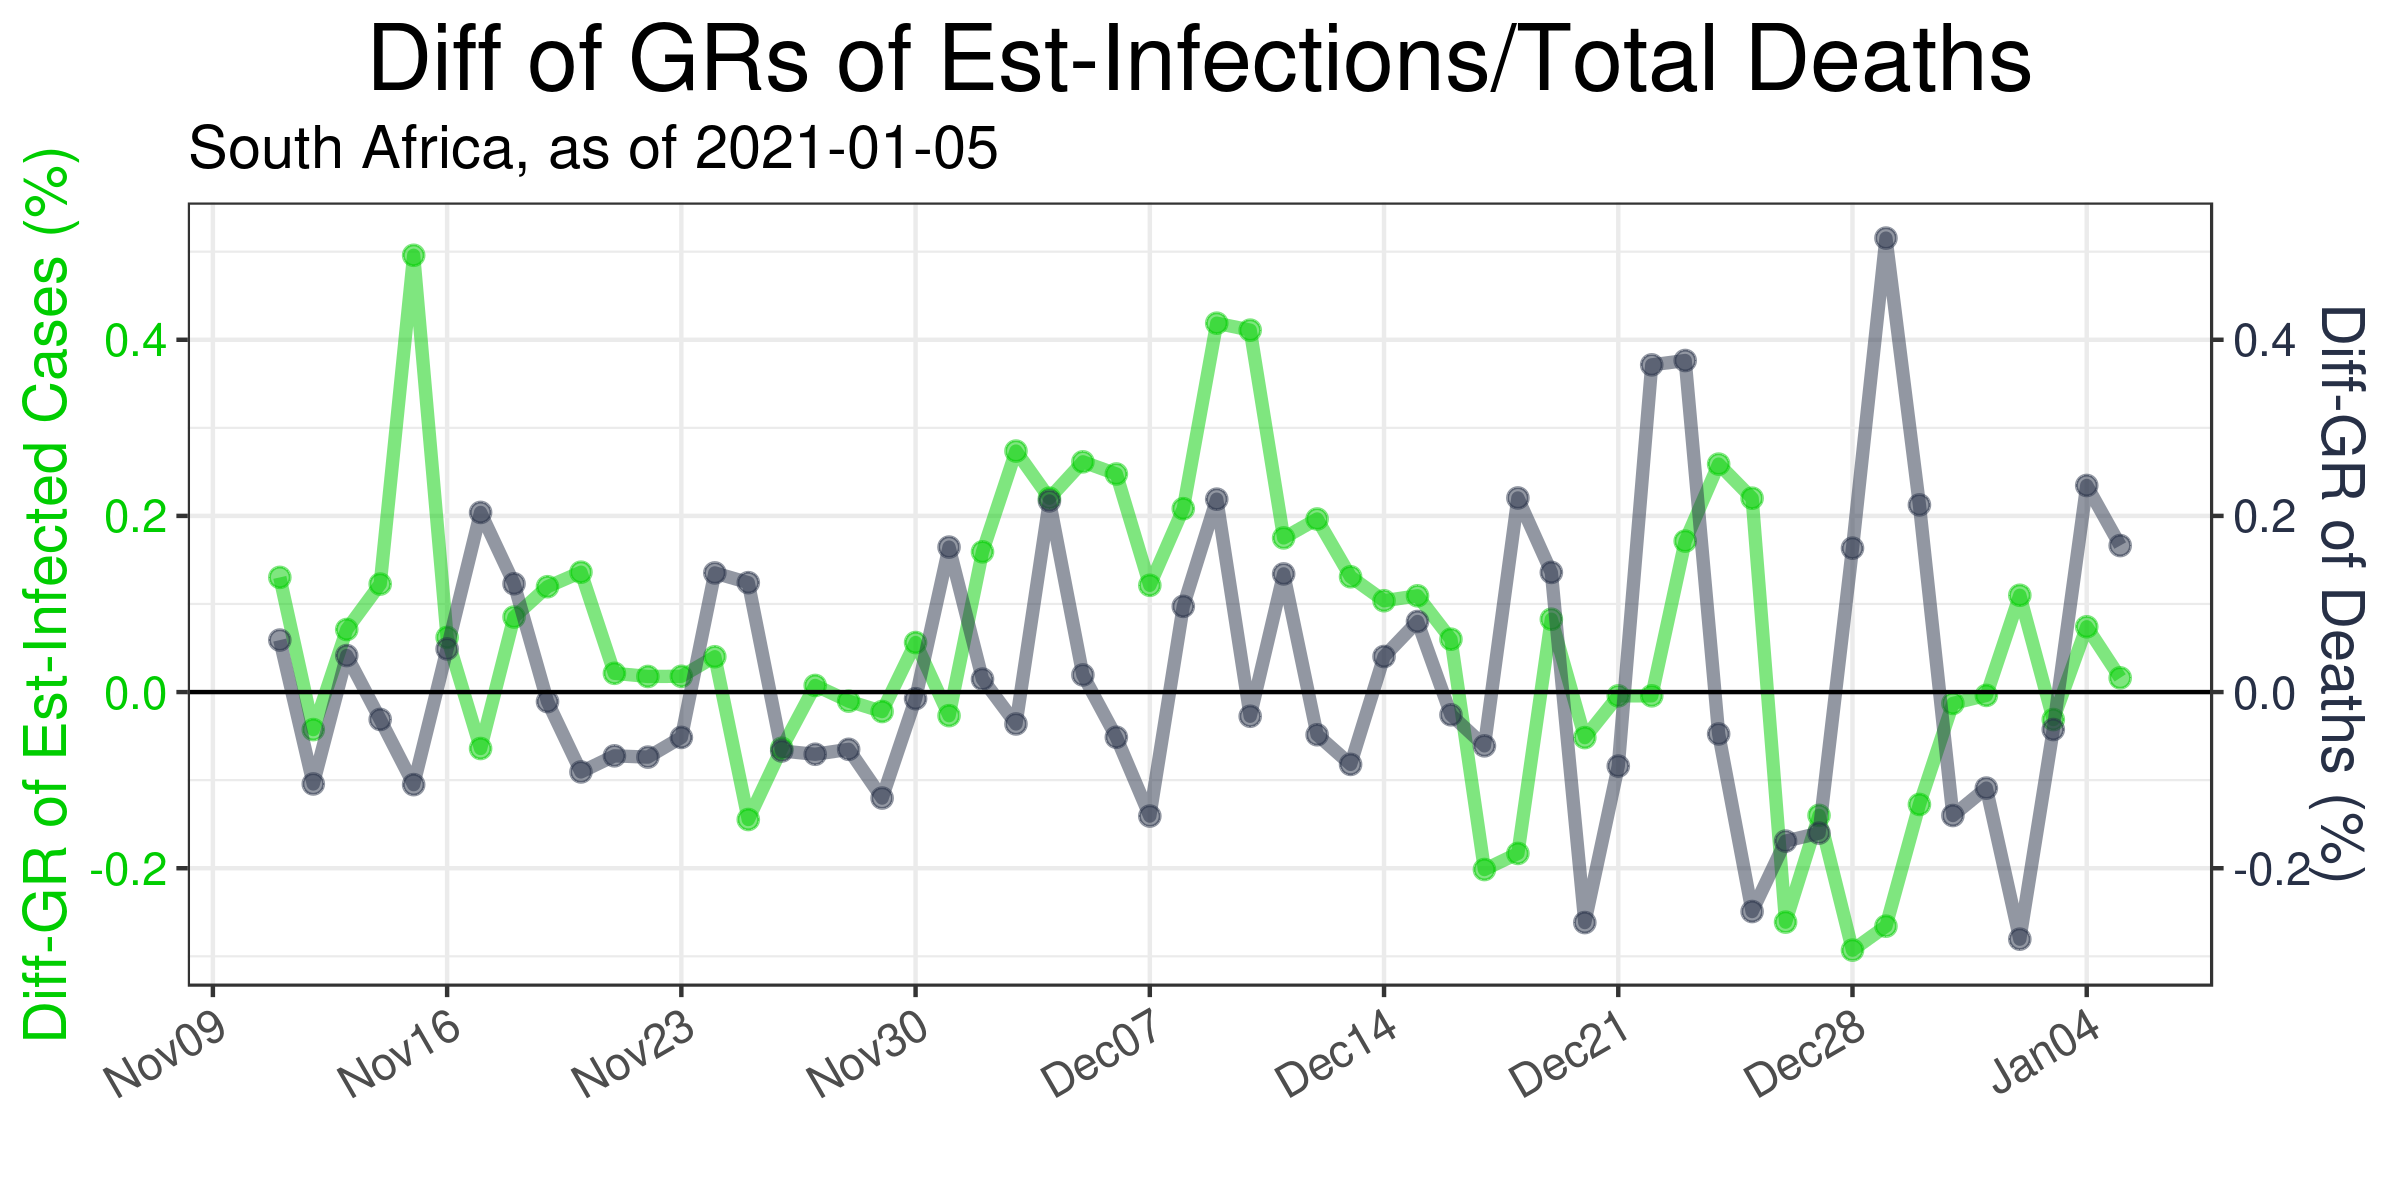 Diff of GRs of Est-Infections/Total Deaths
South Africa, as of 2021-01-05
Diff-GR of Est-Infected Cases (%)
0.4
0.2
0.0
-0.2
0.4
0.2
0.0
-0.2
Diff-GR of Deaths (%)
Nov09
Nov16
Nov23
Nov30
Dec07
Dec14
Dec21
Dec28
Jan04